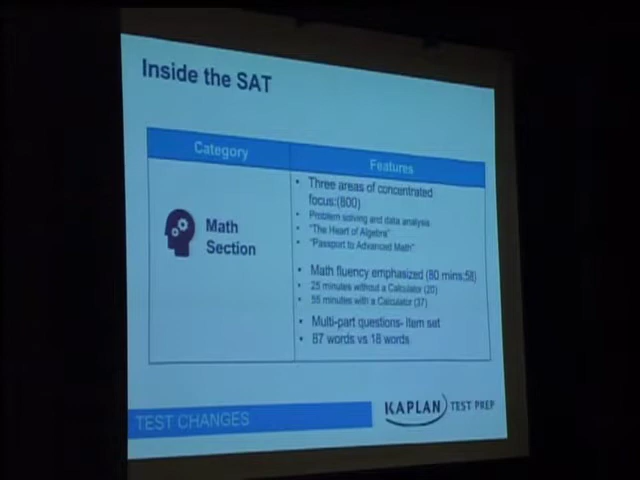 Inside the SAT
Category
Features
Math
Section
• Three areas of concentrated
focus:(800)
• Problem solving and data analysis
• "The Heart of Algebra"
• "Passport to Advanced Math"
• Math fluency emphasized (80 mins:58)
• 25 minutes without a Calculator (20)
• 55 minutes with a Calculator (37)
• Multi-part questions- Item set
• 87 words vs 18 words
TEST CHANGES
KAPLAN TEST PREP